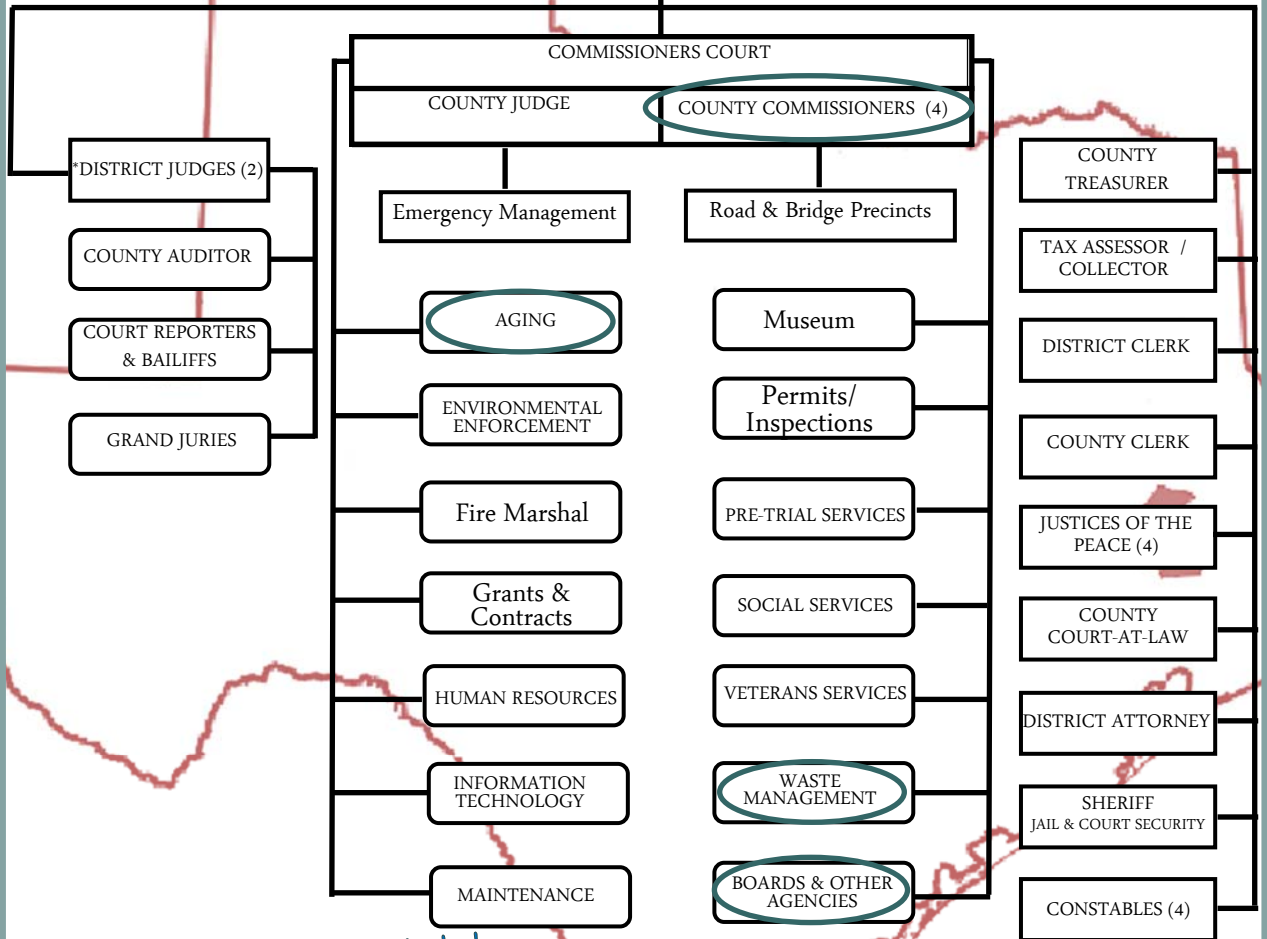 COMMISSIONERS COURT
COUNTY JUDGE
COUNTY COMMISSIONERS (4)
Emergency Management
Road & Bridge Precincts
*DISTRICT JUDGES (2)
COUNTY AUDITOR
COURT REPORTERS
& BAILIFFS
GRAND JURIES
AGING
ENVIRONMENTAL
ENFORCEMENT
Fire Marshal
Grants &
Contracts
HUMAN RESOURCES
INFORMATION
TECHNOLOGY
MAINTENANCE
Museum
Permits/
Inspections
PRE-TRIAL SERVICES
SOCIAL SERVICES
VETERANS SERVICES
WASTE
MANAGEMENT
BOARDS & OTHER
AGENCIES
COUNTY
TREASURER
TAX ASSESSOR /
COLLECTOR
DISTRICT CLERK
COUNTY CLERK
JUSTICES OF THE
PEACE (4)
COUNTY
COURT-AT-LAW
DISTRICT ATTORNEY
SHERIFF
JAIL & COURT SECURITY
CONSTABLES (4)